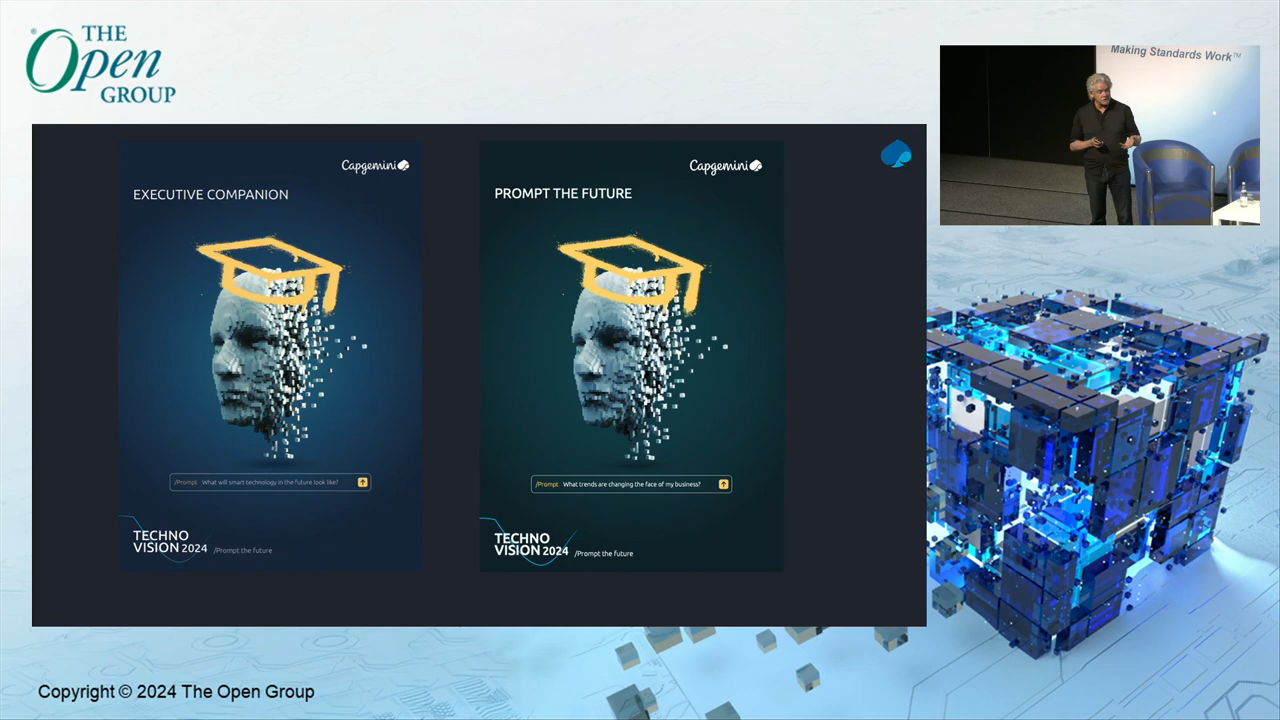 THE
Open
GROUP
Making Standards Work™
Capgemini
EXECUTIVE COMPANION
/Prompt What will smart technology in the future look like?
TECHNO
VISION 2024 /Prompt the future
Capgemini
PROMPT THE FUTURE
/Prompt What trends are changing the face of my business?
TECHNO
VISION 2024 /Prompt the future
Copyright © 2024 The Open Group